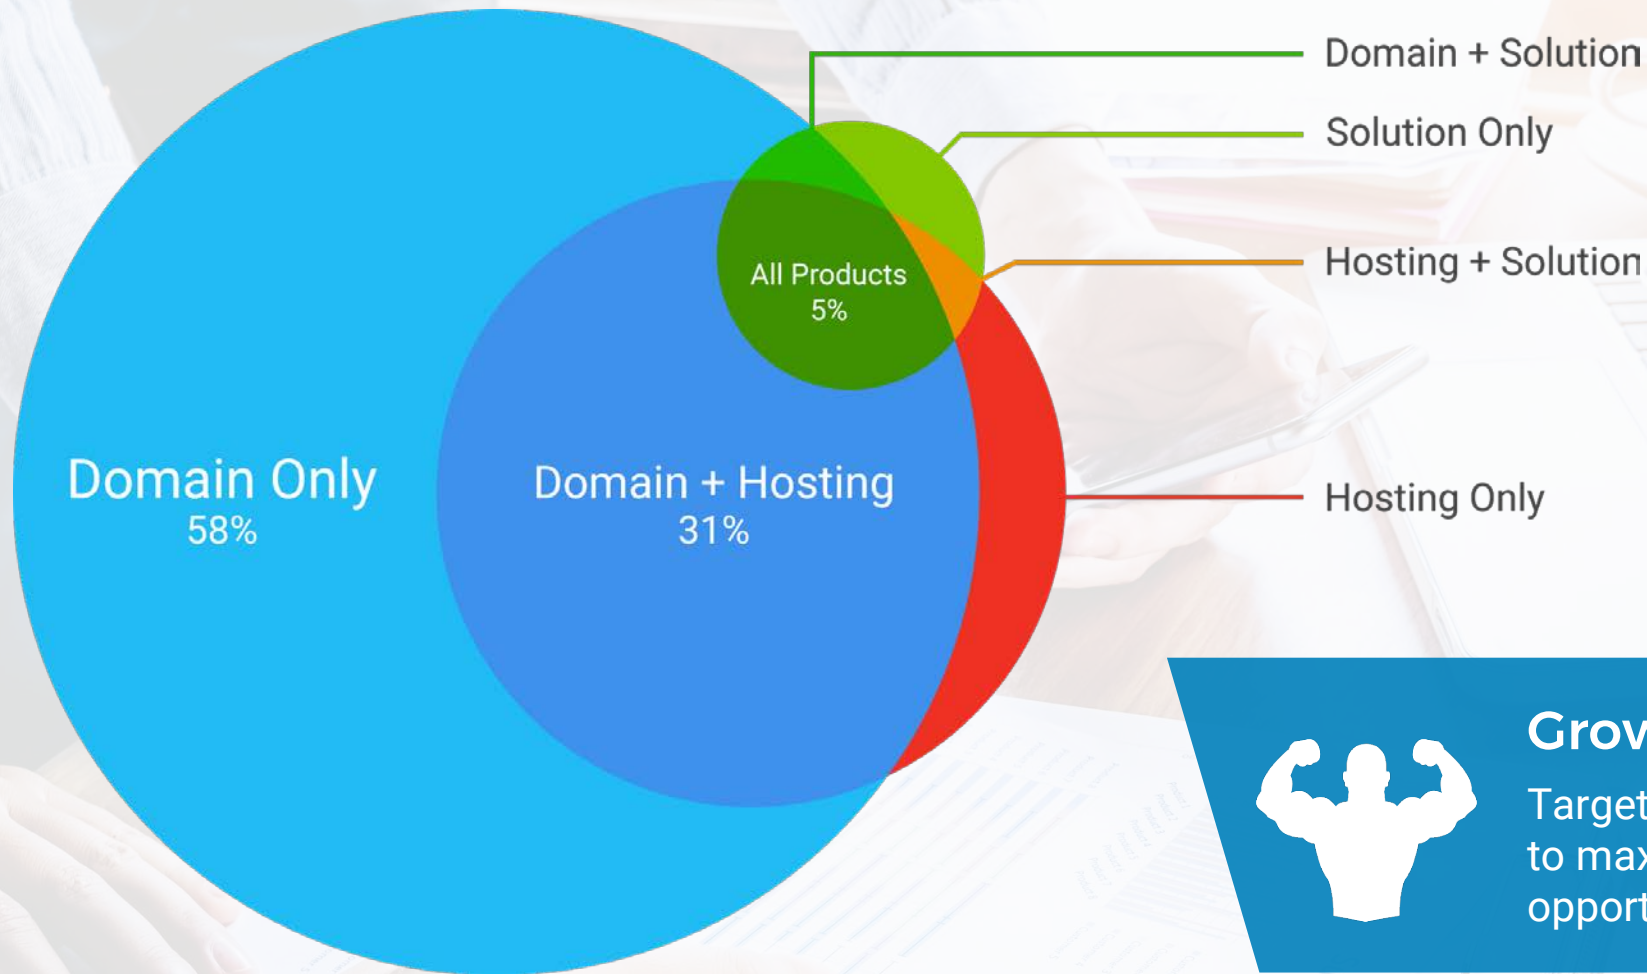 Domain + Solution
Solution Only
Hosting + Solution
All Products
5%
Domain Only
58%
Domain + Hosting
31%
Hosting Only
Grow
Target
to max
opport